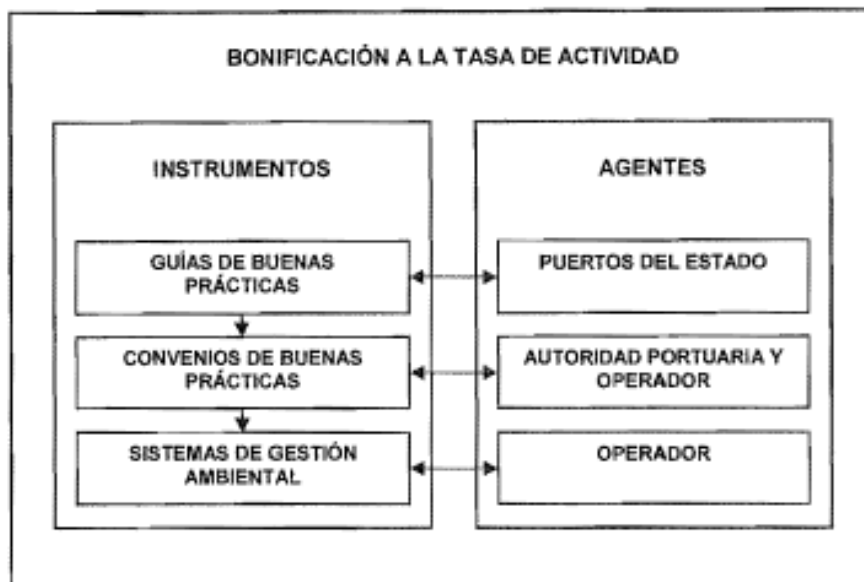 BONIFICACIÓN A LA TASA DE ACTIVIDAD
INSTRUMENTOS
GUÍAS DE BUENAS
PRÁCTICAS
CONVENIOS DE BUENAS
PRÁCTICAS
SISTEMAS DE GESTIÓN
AMBIENTAL
AGENTES
PUERTOS DEL ESTADO
AUTORIDAD PORTUARIA Y
OPERADOR
OPERADOR